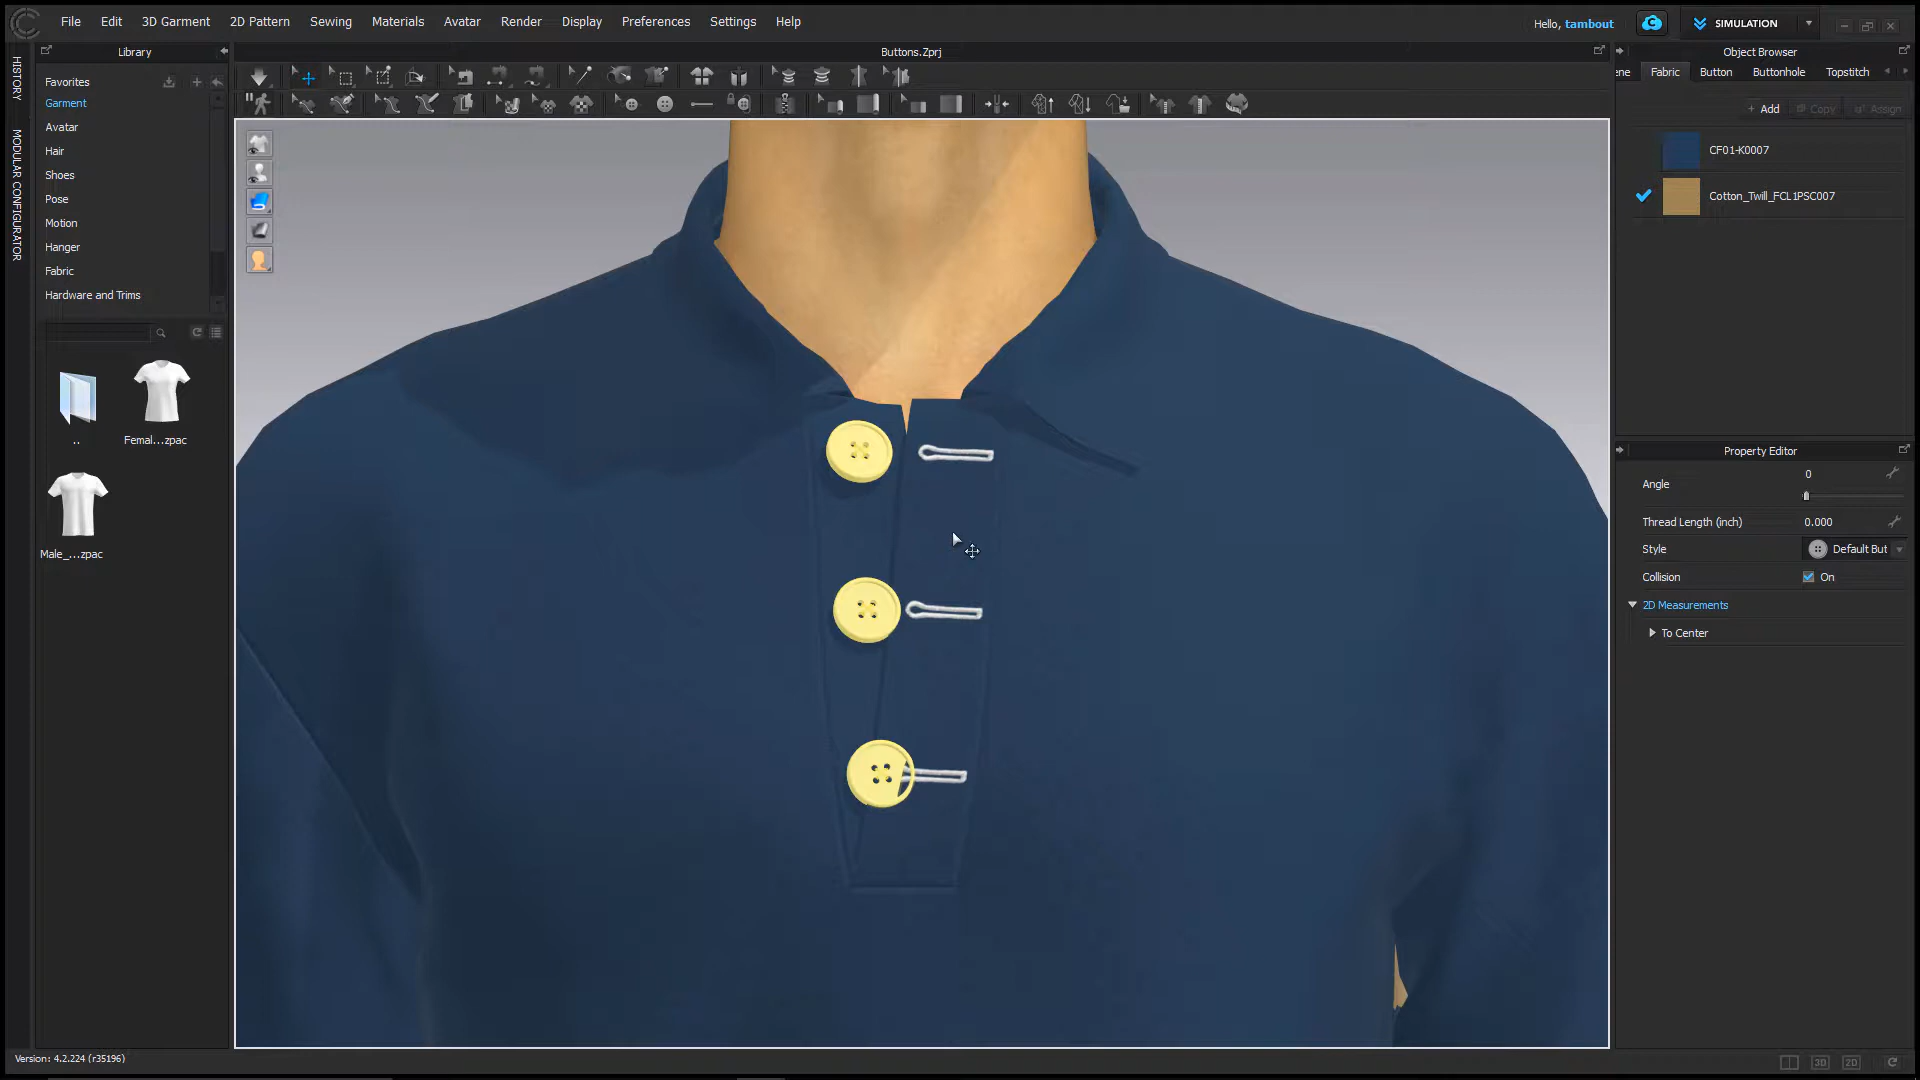 File Edit 3D Garment 2D Pattern Sewing Materials Avatar Render Display Preferences Settings Help
Hello, tambout
SIMULATION
Library
Buttons.Zprj
Object Browser
HISTORY
MODULAR CONFIGURATOR
Favorites
Garment
Avatar
Hair
Shoes
Pose
Motion
Hanger
Fabric
Hardware and Trims
..
Femal...zpac
Male_...zpac
ene Fabric Button Buttonhole Topstitch
+ Add Copy Assign
CF01-K0007
Cotton_Twill_FCL1PSC007
Property Editor
Angle 0
Thread Length (inch) 0.000
Style Default But
Collision On
2D Measurements
To Center
Version: 4.2.224 (r35196)
3D 2D